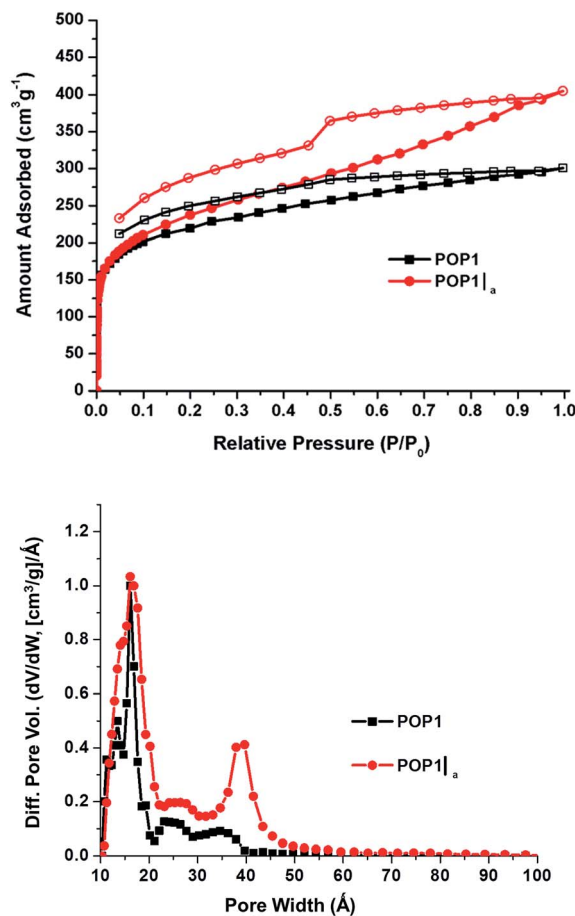 500
450
400
350
300
250
200
150
100
50
0
Amount Adsorbed (cm³g⁻¹)
POP1
POP1|ₐ
0.0 0.1 0.2 0.3 0.4 0.5 0.6 0.7 0.8 0.9 1.0
Relative Pressure (P/P₀)
1.2
1.0
0.8
0.6
0.4
0.2
0.0
Diff. Pore Vol. (dV/dW, [cm³/g]/Ǻ)
POP1
POP1|ₐ
10 20 30 40 50 60 70 80 90 100
Pore Width (Ǻ)